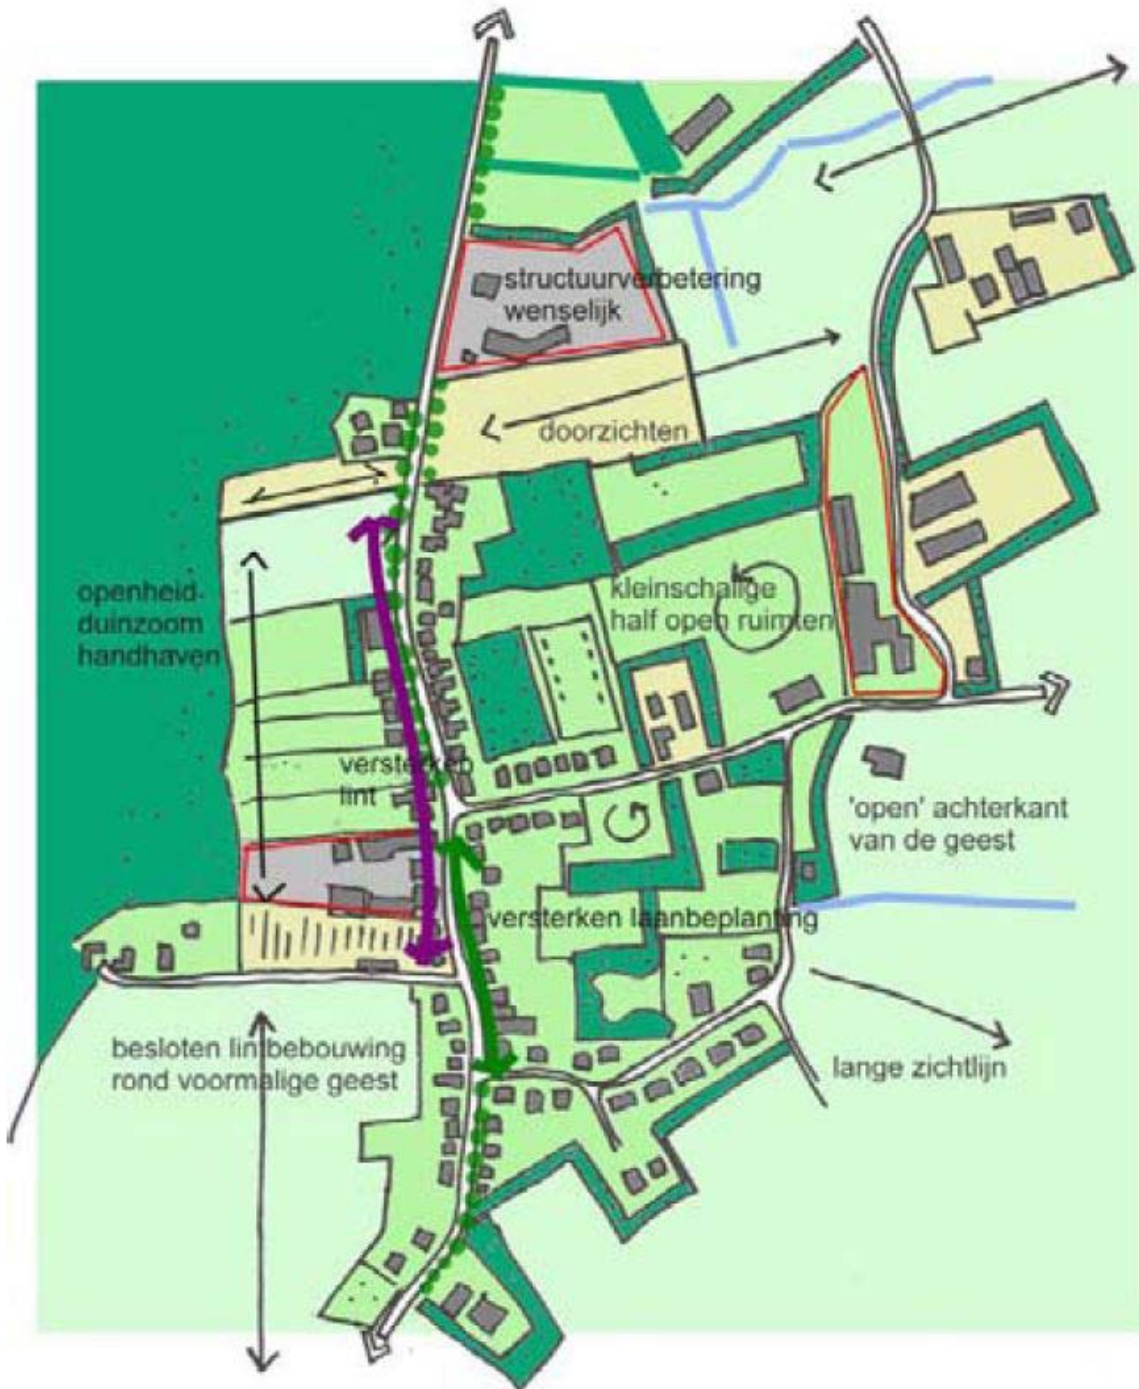 structuurverbetering
wenselijk
doorzichten
openheid
duinzoom
handhaven
kleinschalige
half open ruimten
versterken
lint
'open' achterkant
van de geest
versterken laanbeplanting
besloten lintbebouwing
rond voormalige geest
lange zichtlijn